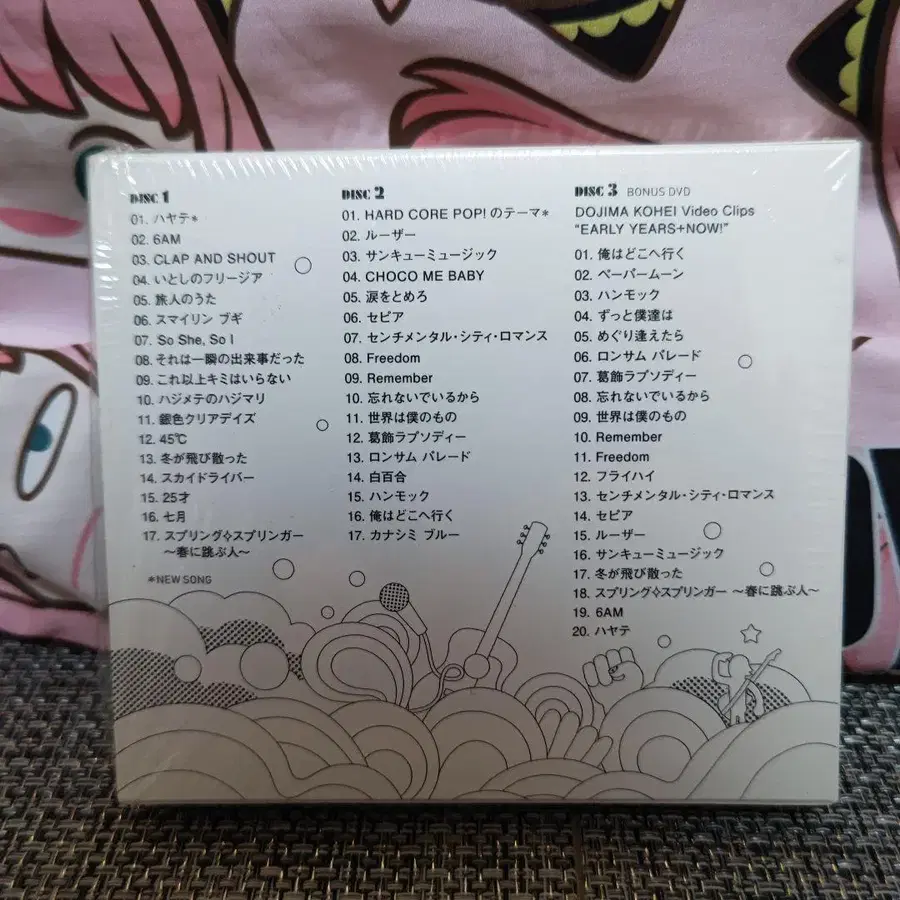 DISC 1
01. ハヤテ*
02. 6AM
03. CLAP AND SHOUT
04. いとしのフリージア
05. 旅人のうた
06. スマイリン ブギ
07. So She, So I
08. それは一瞬の出来事だった
09. これ以上キミはいらない
10. ハジメテのハジマリ
11. 銀色クリアデイズ
12. 45℃
13. 冬が飛び散った
14. スカイドライバー
15. 25才
16. 七月
17. スプリング✧スプリンガー
〜春に跳ぶ人〜
*NEW SONG
DISC 2
01. HARD CORE POP! のテーマ*
02. ルーザー
03. サンキューミュージック
04. CHOCO ME BABY
05. 涙をとめろ
06. セピア
07. センチメンタル・シティ・ロマンス
08. Freedom
09. Remember
10. 忘れないでいるから
11. 世界は僕のもの
12. 葛飾ラプソディー
13. ロンサム パレード
14. 白百合
15. ハンモック
16. 俺はどこへ行く
17. カナシミ ブルー
DISC 3 BONUS DVD
DOJIMA KOHEI Video Clips
"EARLY YEARS+NOW!"
01. 俺はどこへ行く
02. ペーパームーン
03. ハンモック
04. ずっと僕達は
05. めぐり逢えたら
06. ロンサム パレード
07. 葛飾ラプソディー
08. 忘れないでいるから
09. 世界は僕のもの
10. Remember
11. Freedom
12. フライハイ
13. センチメンタル・シティ・ロマンス
14. セピア
15. ルーザー
16. サンキューミュージック
17. 冬が飛び散った
18. スプリング✧スプリンガー 〜春に跳ぶ人〜
19. 6AM
20. ハヤテ